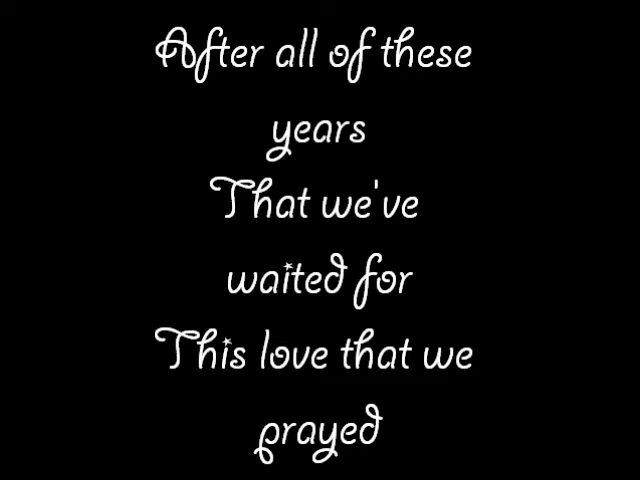 After all of these
years
That we've
waited for
This love that we
prayed